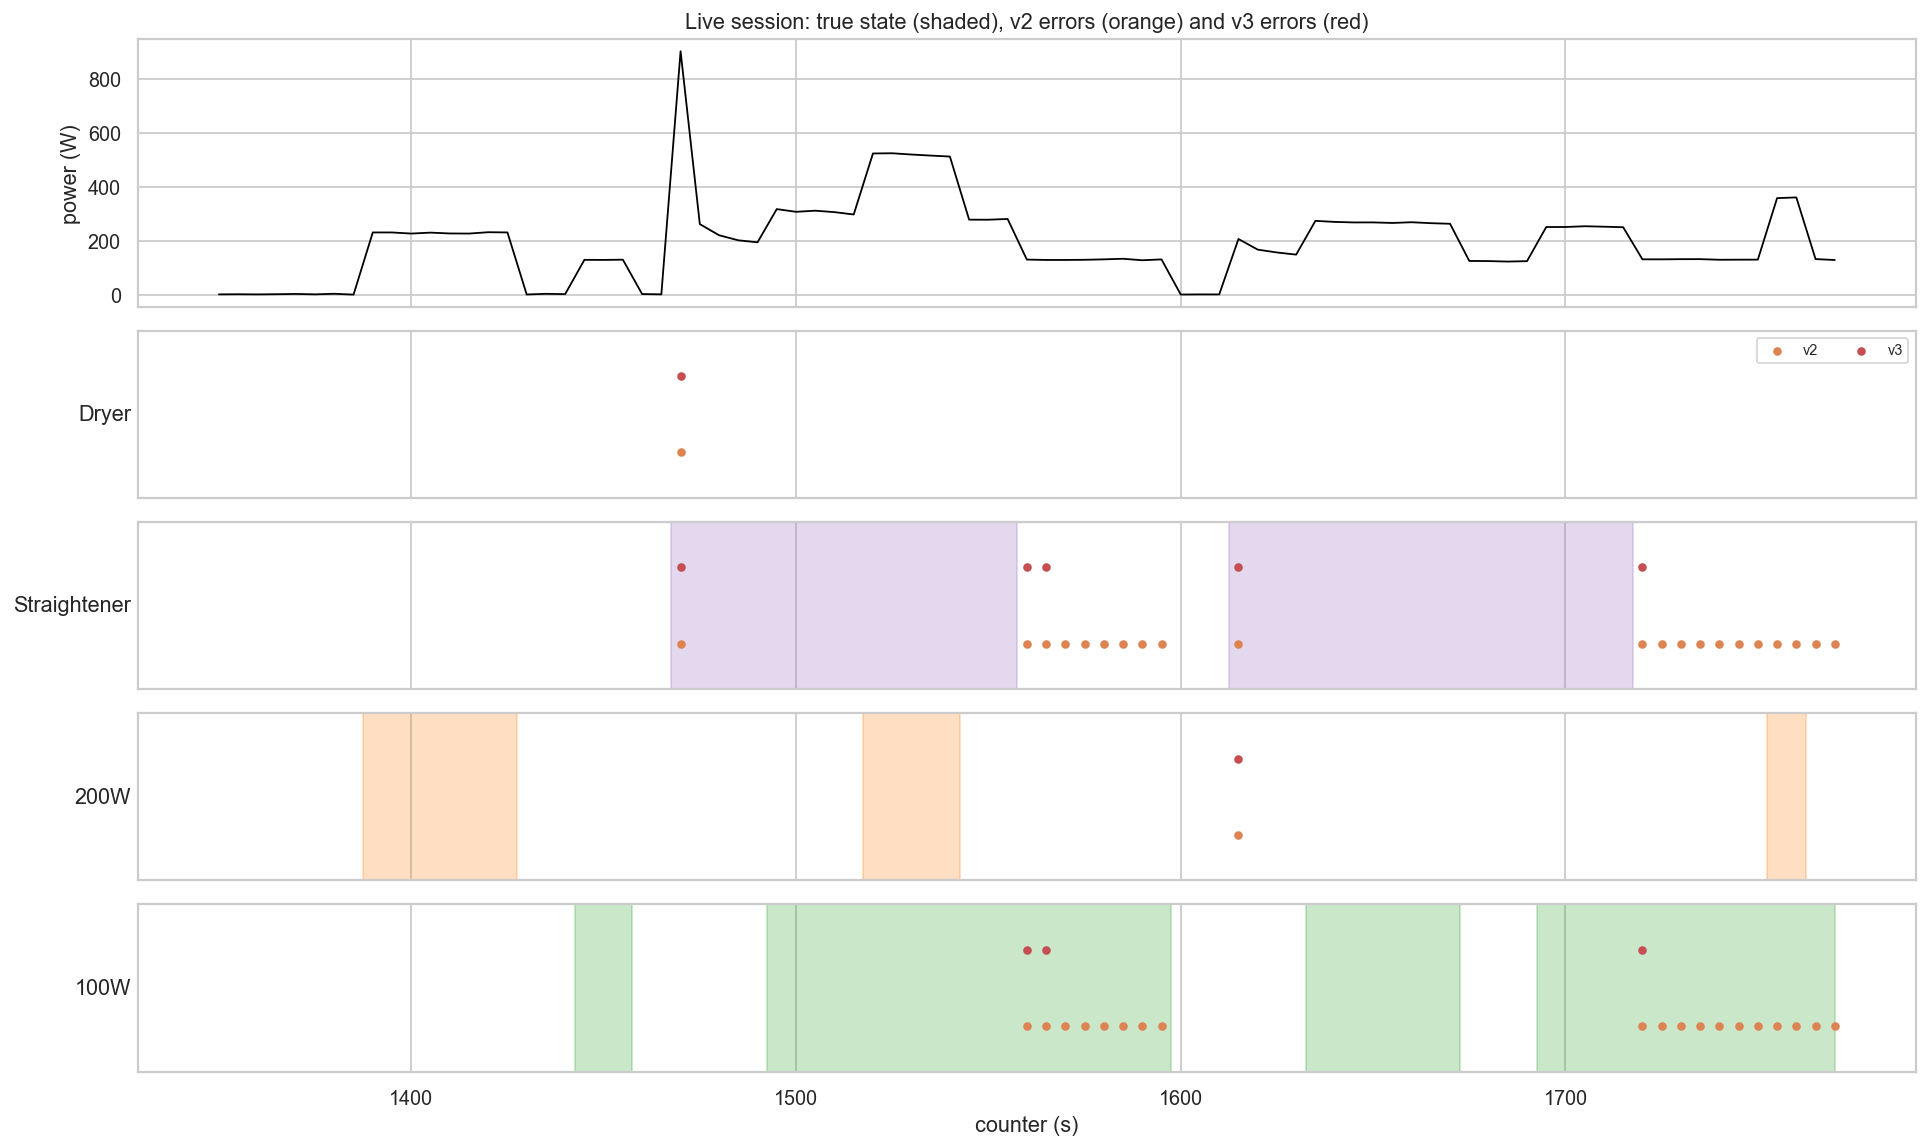 Live session: true state (shaded), v2 errors (orange) and v3 errors (red)
800
600
400
200
0
power (W)
v2 v3
Dryer
Straightener
200W
100W
1400 1500 1600 1700
counter (s)